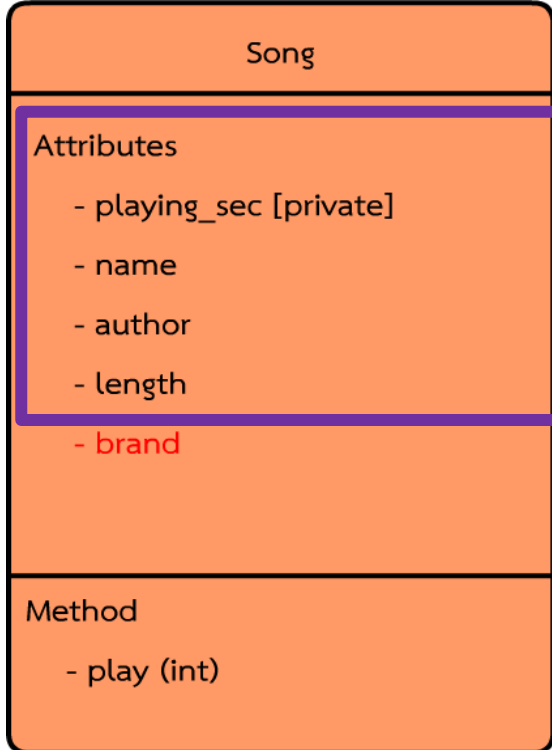 Song
Attributes
- playing_sec [private]
- name
- author
- length
- brand
Method
- play (int)